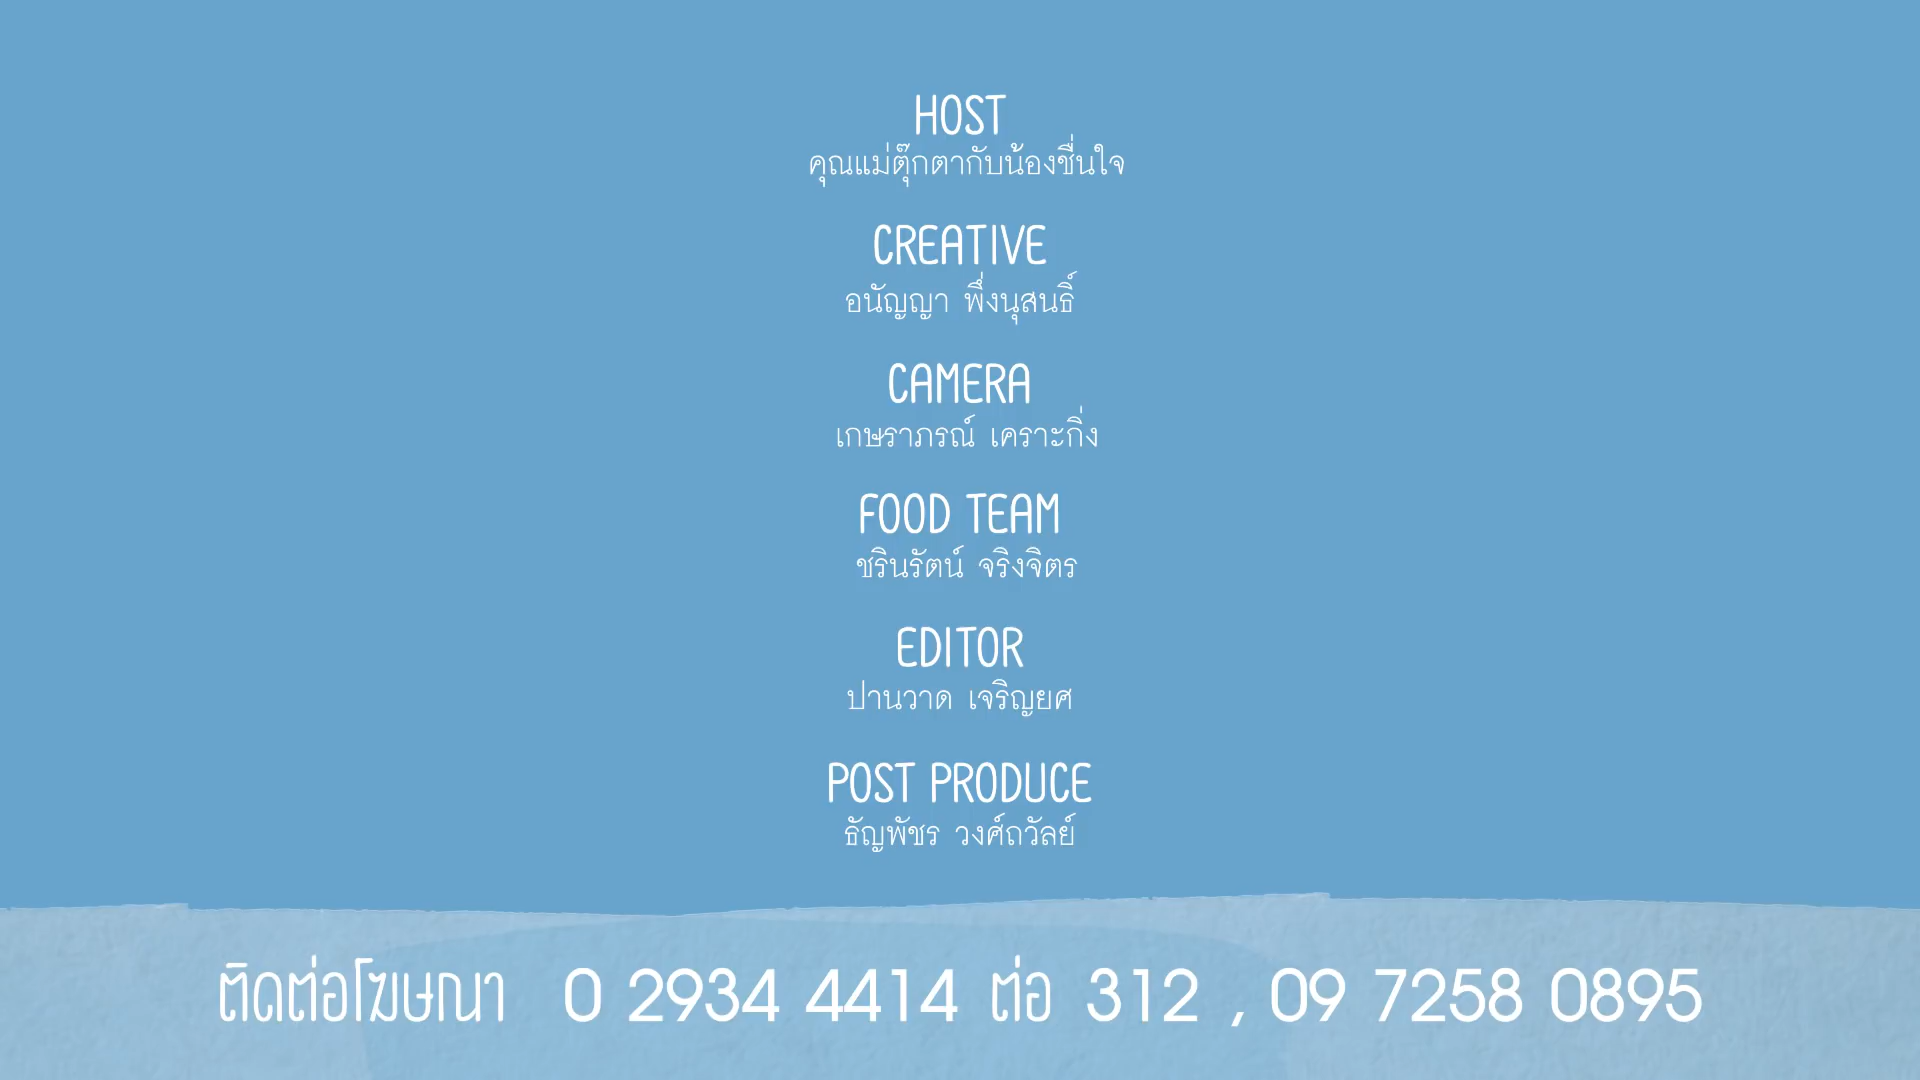 HOST
คุณแม่ตุ๊กตากับน้องชื่นใจ
CREATIVE
อนัญญา พึ่งนุสนธิ์
CAMERA
เกษราภรณ์ เคราะกิ่ง
FOOD TEAM
ชรินรัตน์ จริงจิตร
EDITOR
ปานวาด เจริญยศ
POST PRODUCE
ธัญพัชร วงศ์ถวัลย์
ติดต่อโฆษณา 0 2934 4414 ต่อ 312 , 09 7258 0895